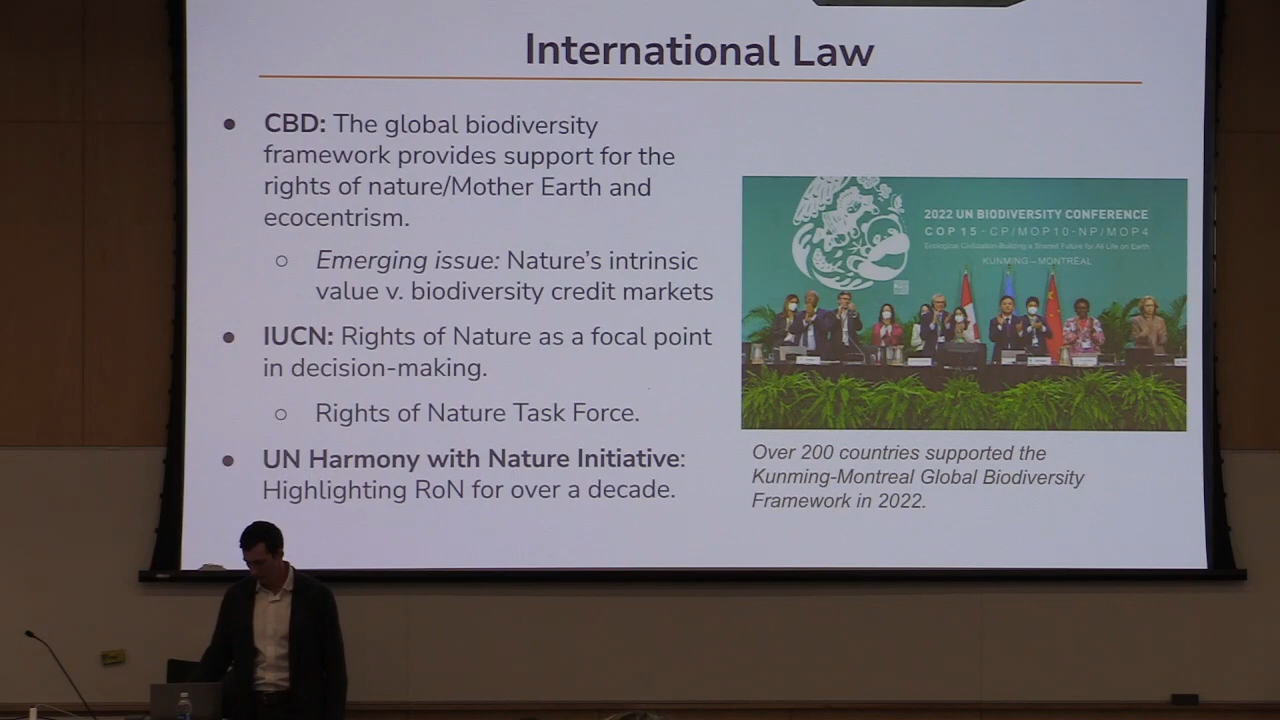 International Law
● CBD: The global biodiversity
framework provides support for the
rights of nature/Mother Earth and
ecocentrism.
○ Emerging issue: Nature’s intrinsic
value v. biodiversity credit markets
● IUCN: Rights of Nature as a focal point
in decision-making.
○ Rights of Nature Task Force.
● UN Harmony with Nature Initiative:
Highlighting RoN for over a decade.
2022 UN BIODIVERSITY CONFERENCE
COP 15 - CP/MOP10-NP/MOP4
Ecological Civilization-Building a Shared Future for All Life on Earth
KUNMING – MONTRÉAL
Over 200 countries supported the
Kunming-Montreal Global Biodiversity
Framework in 2022.